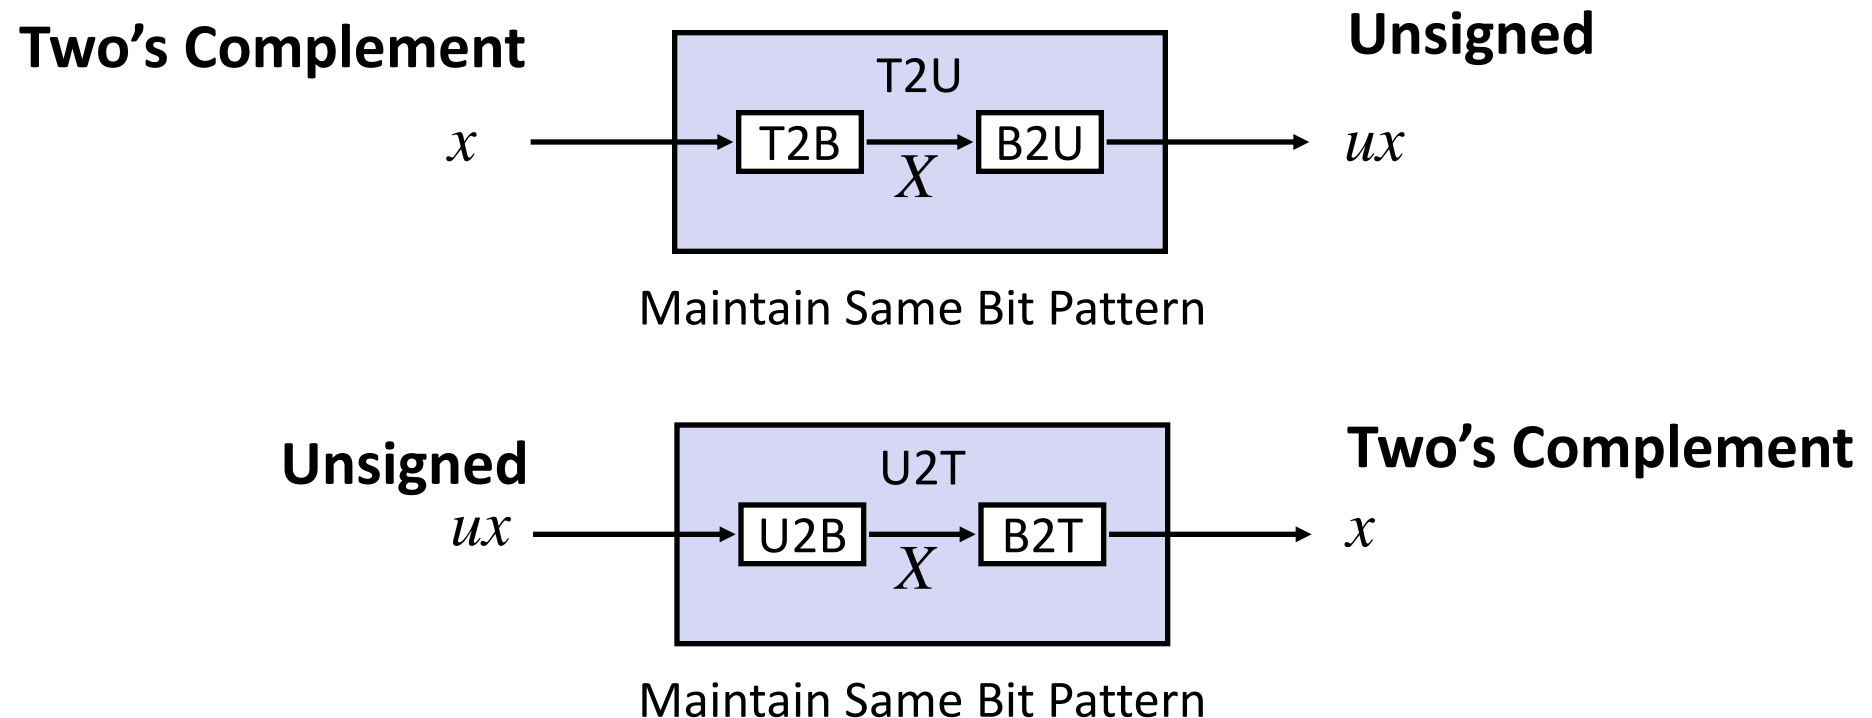 Two’s Complement
Unsigned
T2U
x
T2B
B2U
ux
X
Maintain Same Bit Pattern
Unsigned
Two’s Complement
U2T
ux
U2B
B2T
x
X
Maintain Same Bit Pattern